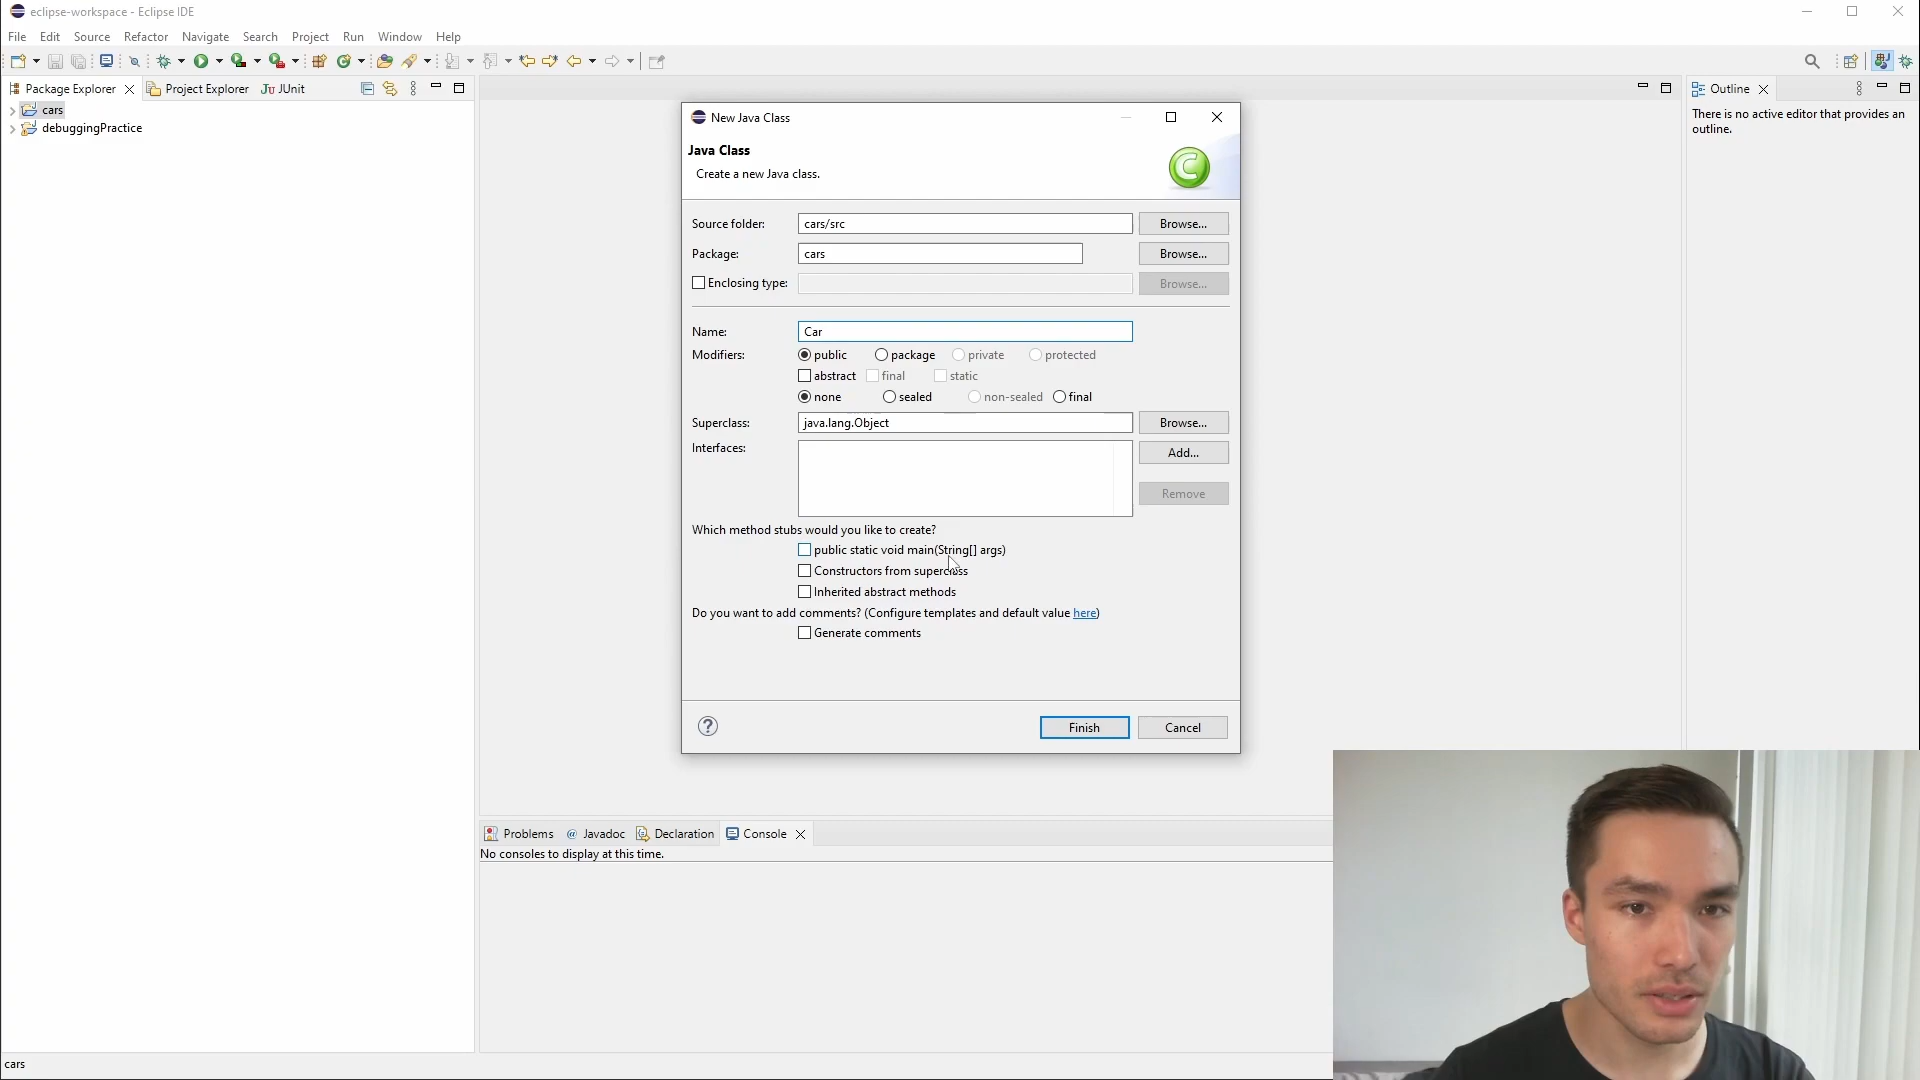 eclipse-workspace - Eclipse IDE
File Edit Source Refactor Navigate Search Project Run Window Help
Package Explorer Project Explorer JU JUnit
Outline
cars
debuggingPractice
There is no active editor that provides an
outline.
New Java Class
Java Class
Create a new Java class.
C
Source folder: cars/src Browse...
Package: cars Browse...
Enclosing type: Browse...
Name: Car
Modifiers: public package private protected
abstract final static
none sealed non-sealed final
Superclass: java.lang.Object Browse...
Interfaces: Add...
Remove
Which method stubs would you like to create?
public static void main(String[] args)
Constructors from superclass
Inherited abstract methods
Do you want to add comments? (Configure templates and default value here)
Generate comments
? Finish Cancel
Problems @ Javadoc Declaration Console
No consoles to display at this time.
cars